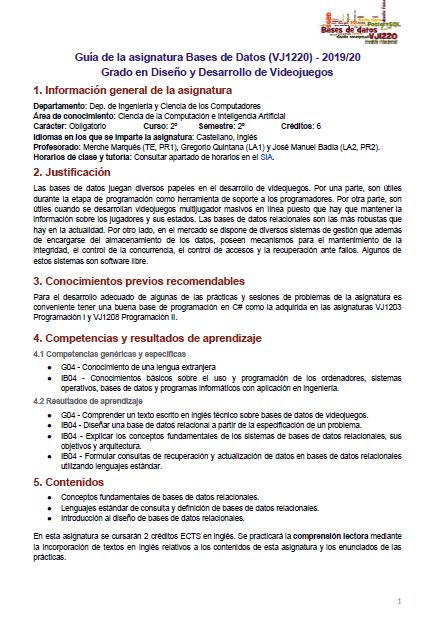 Bases de datos
PostgreSQL
VJ1220
Guía de la asignatura Bases de Datos (VJ1220) - 2019/20
Grado en Diseño y Desarrollo de Videojuegos
1. Información general de la asignatura
Departamento: Dep. de Ingeniería y Ciencia de los Computadores
Área de conocimiento: Ciencia de la Computación e Inteligencia Artificial
Carácter: Obligatorio Curso: 2º Semestre: 2º Créditos: 6
Idiomas en los que se imparte la asignatura: Castellano, Inglés
Profesorado: Merche Marqués (TE, PR1), Gregorio Quintana (LA1) y José Manuel Badía (LA2, PR2).
Horarios de clase y tutoría: Consultar apartado de horarios en el SIA.
2. Justificación
Las bases de datos juegan diversos papeles en el desarrollo de videojuegos. Por una parte, son útiles
durante la etapa de programación como herramienta de soporte a los programadores. Por otra parte, son
útiles cuando se desarrollan videojuegos multijugador masivos en línea puesto que hay que mantener la
información sobre los jugadores y sus estados. Las bases de datos relacionales son las más robustas que
hay en la actualidad. Por otro lado, en el mercado se dispone de diversos sistemas de gestión que además
de encargarse del almacenamiento de los datos, poseen mecanismos para el mantenimiento de la
integridad, el control de la concurrencia, el control de accesos y la recuperación ante fallos. Algunos de
estos sistemas son software libre.
3. Conocimientos previos recomendables
Para el desarrollo adecuado de algunas de las prácticas y sesiones de problemas de la asignatura es
conveniente tener una buena base de programación en C# como la adquirida en las asignaturas VJ1203
Programación I y VJ1208 Programación II.
4. Competencias y resultados de aprendizaje
4.1 Competencias genéricas y específicas
● G04 - Conocimiento de una lengua extranjera
● IB04 - Conocimientos básicos sobre el uso y programación de los ordenadores, sistemas
operativos, bases de datos y programas informáticos con aplicación en ingeniería.
4.2 Resultados de aprendizaje
● G04 - Comprender un texto escrito en inglés técnico sobre bases de datos de videojuegos.
● IB04 - Diseñar una base de datos relacional a partir de la especificación de un problema.
● IB04 - Explicar los conceptos fundamentales de los sistemas de bases de datos relacionales, sus
objetivos y arquitectura.
● IB04 - Formular consultas de recuperación y actualización de datos en bases de datos relacionales
utilizando lenguajes estándar.
5. Contenidos
● Conceptos fundamentales de bases de datos relacionales.
● Lenguajes estándar de consulta y definición de bases de datos relacionales.
● Introducción al diseño de bases de datos relacionales.
En esta asignatura se cursarán 2 créditos ECTS en inglés. Se practicará la comprensión lectora mediante
la incorporación de textos en inglés relativos a los contenidos de esta asignatura y los enunciados de las
prácticas.
1